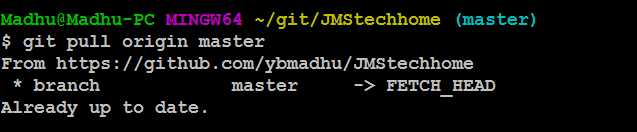 Madhu@Madhu-PC MINGW64 ~/git/JMStechhome (master)
$ git pull origin master
From https://github.com/ybmadhu/JMStechhome
 * branch            master     -> FETCH_HEAD
Already up to date.